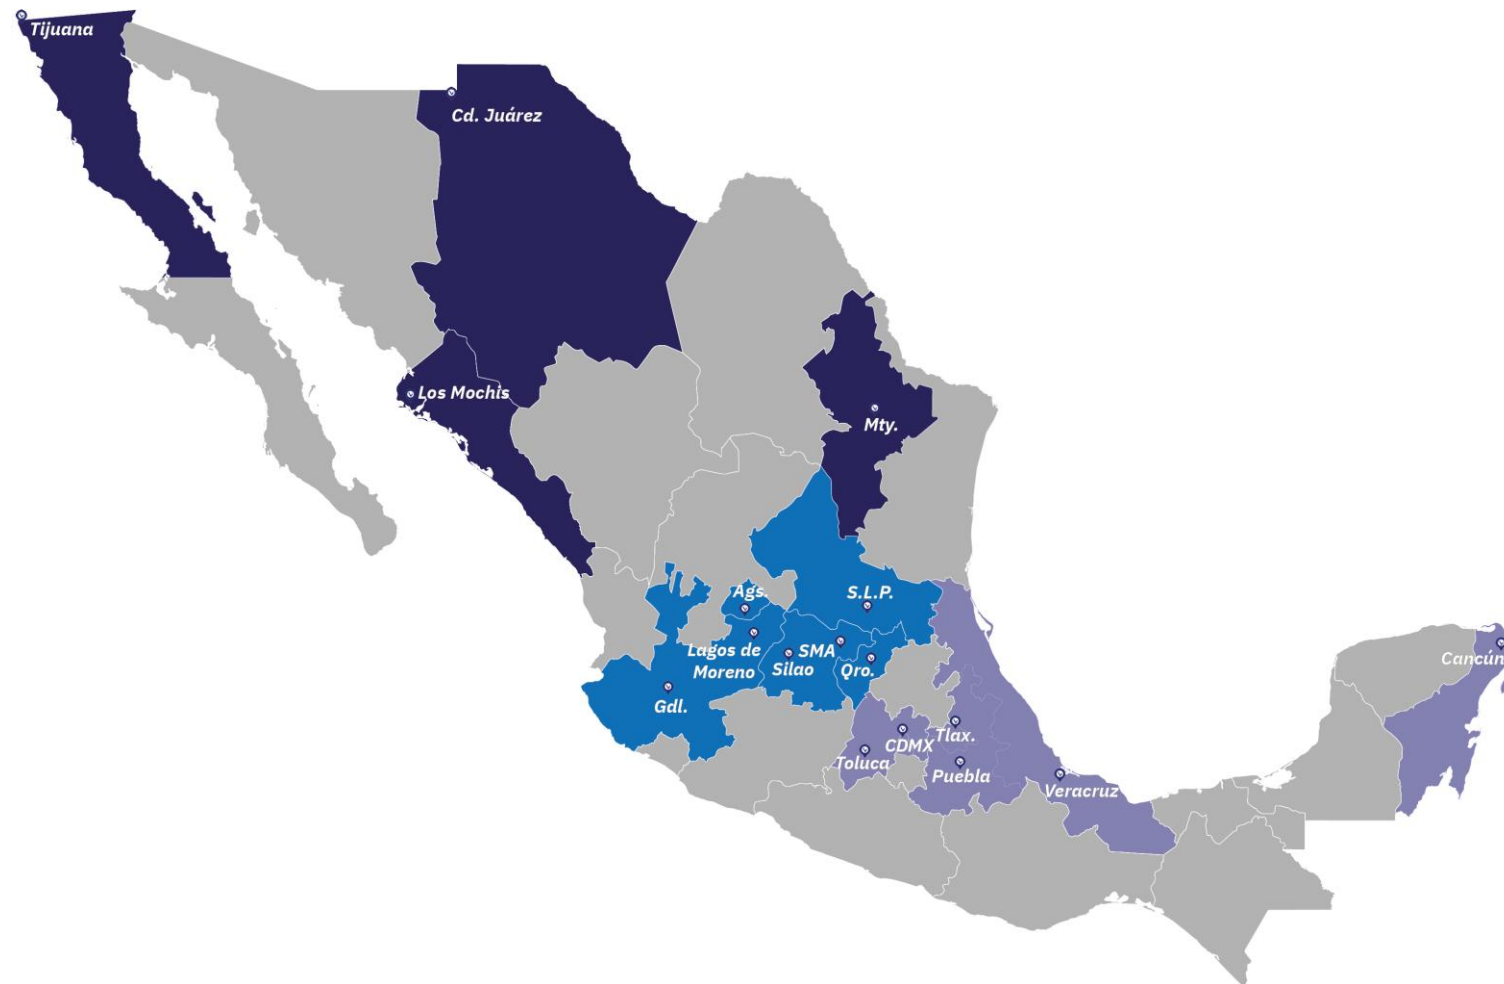 Tijuana
Cd. Juárez
Los Mochis
Mty.
Ags.
S.L.P.
Lagos de
Moreno
SMA
Silao
Qro.
Gdl.
Cancún
CDMX
Tlax.
Toluca
Puebla
Veracruz